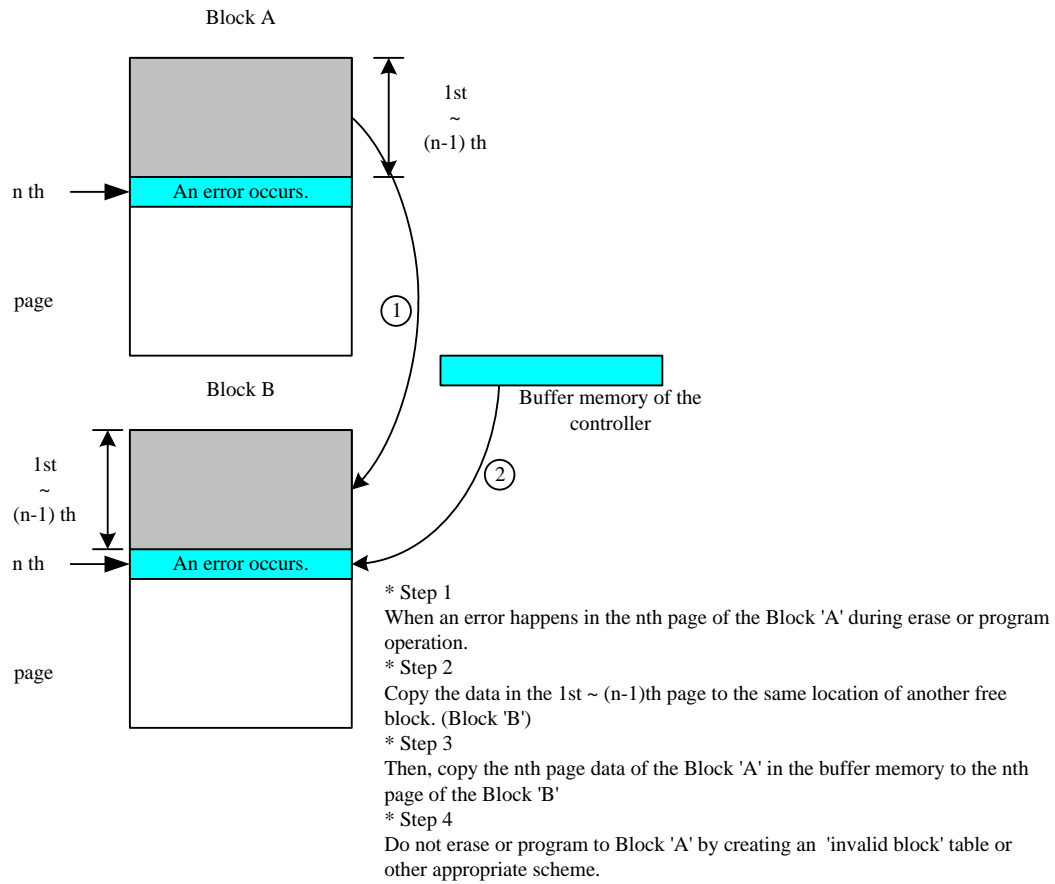 Block A
1st
~
(n-1) th
n th
An error occurs.
page
1
Block B
Buffer memory of the
controller
1st
~
(n-1) th
2
n th
An error occurs.
page
* Step 1
When an error happens in the nth page of the Block 'A' during erase or program
operation.
* Step 2
Copy the data in the 1st ~ (n-1)th page to the same location of another free
block. (Block 'B')
* Step 3
Then, copy the nth page data of the Block 'A' in the buffer memory to the nth
page of the Block 'B'
* Step 4
Do not erase or program to Block 'A' by creating an 'invalid block' table or
other appropriate scheme.